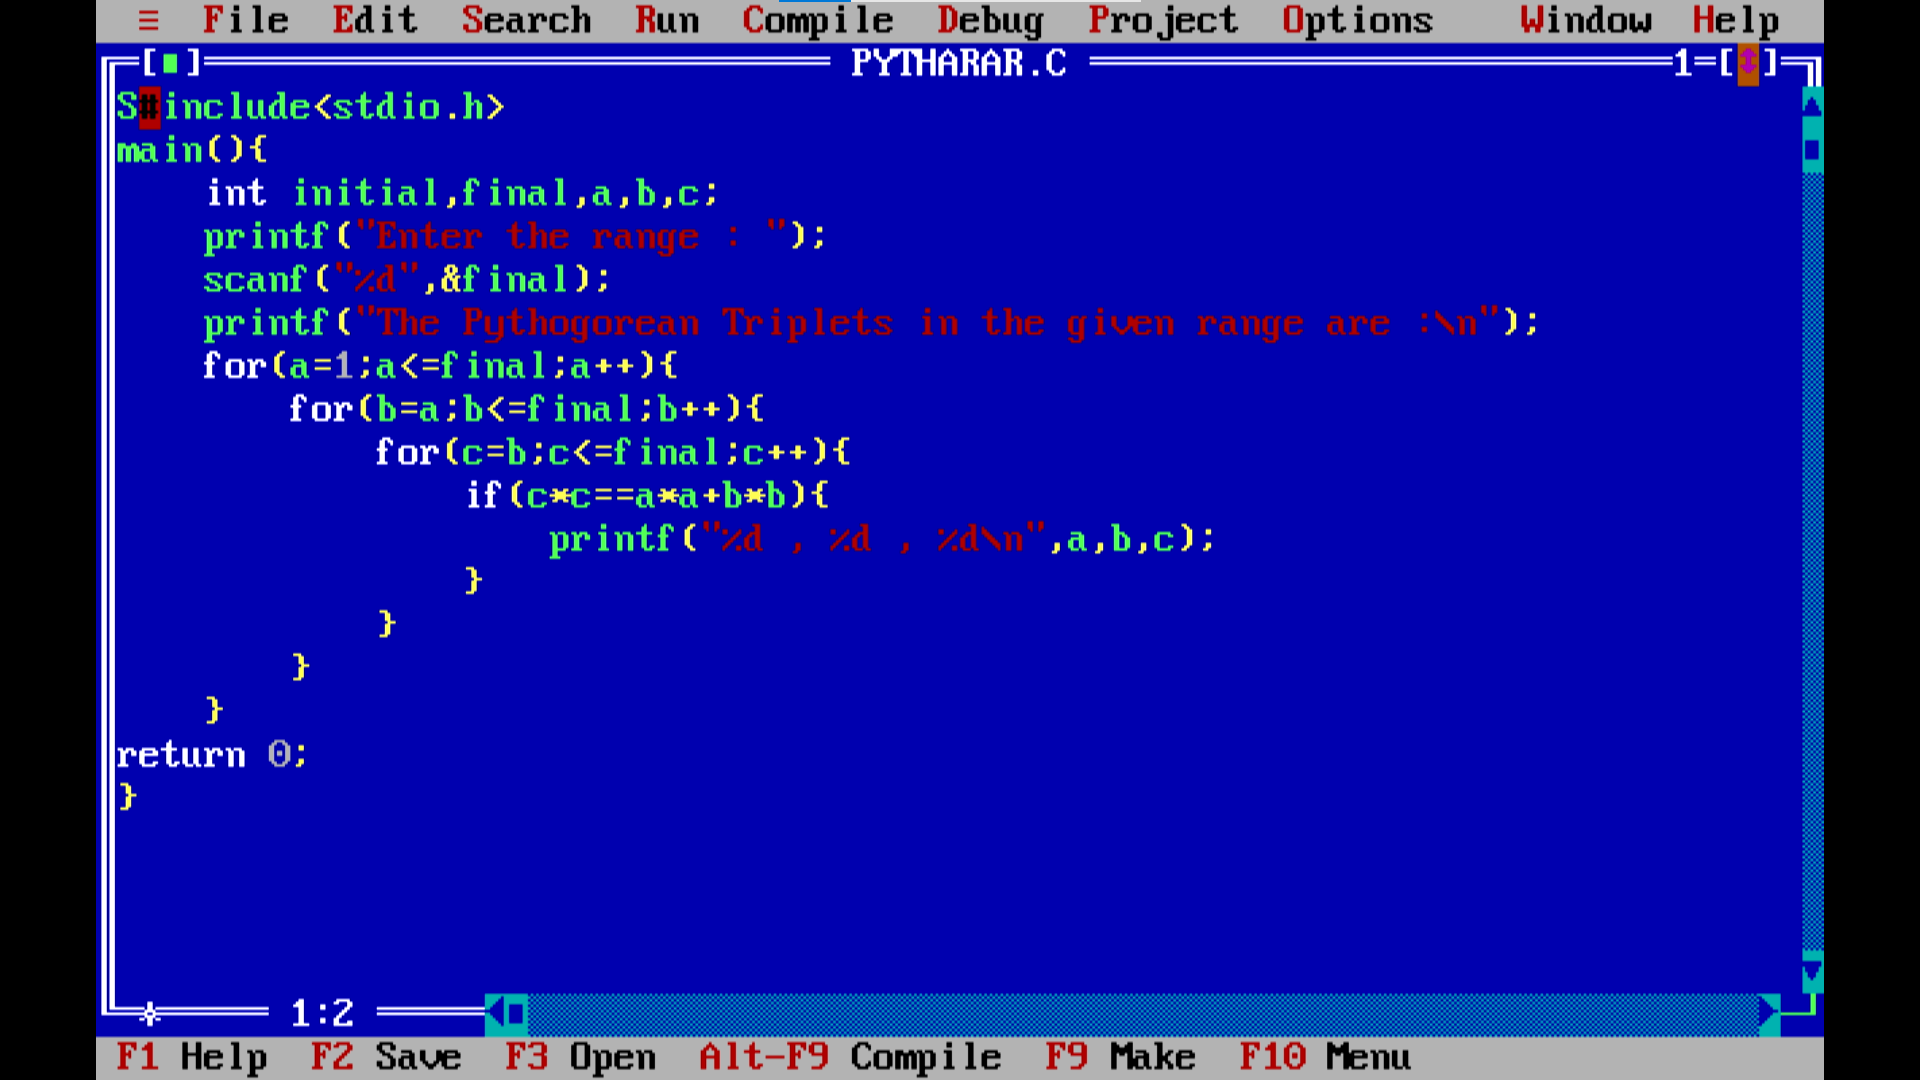 ≡ File Edit Search Run Compile Debug Project Options Window Help
[■] PYTHARAR.C 1=[↕]
S#include<stdio.h>
main(){
    int initial,final,a,b,c;
    printf("Enter the range : ");
    scanf("%d",&final);
    printf("The Pythogorean Triplets in the given range are :\n");
    for(a=1;a<=final;a++){
        for(b=a;b<=final;b++){
            for(c=b;c<=final;c++){
                if(c*c==a*a+b*b){
                    printf("%d , %d , %d\n",a,b,c);
                }
            }
        }
    }
return 0;
}
1:2
F1 Help F2 Save F3 Open Alt-F9 Compile F9 Make F10 Menu